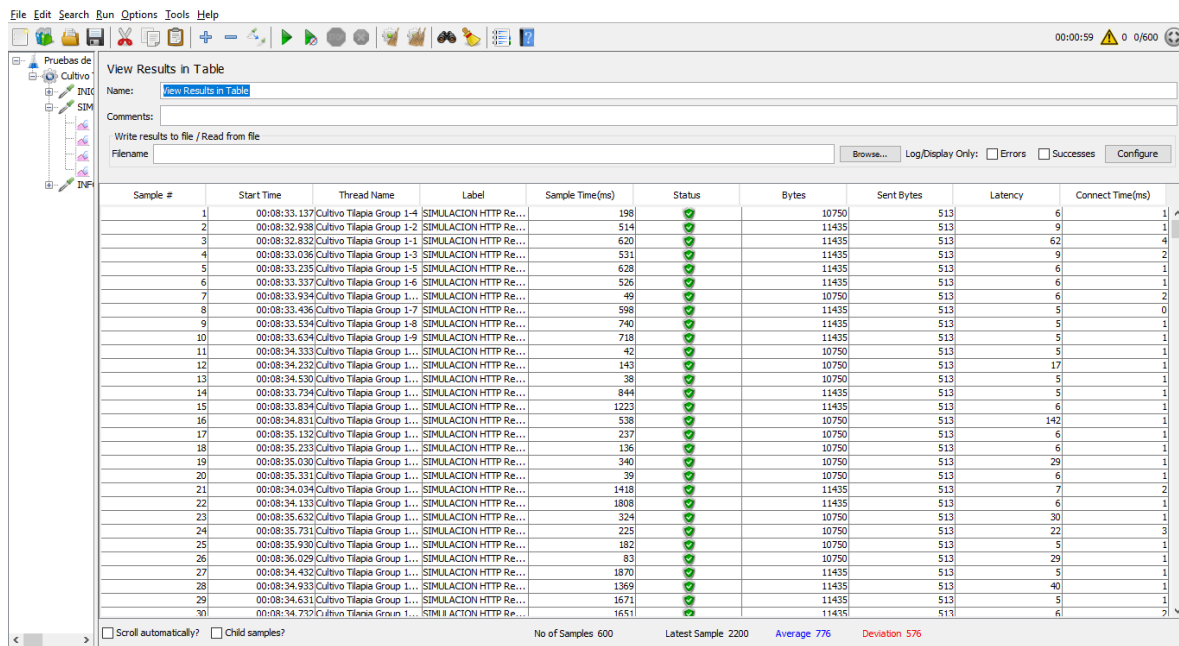 File Edit Search Run Options Tools Help
00:00:59 0 0/600
Pruebas de
Cultivo
INIC
SIM
INF
View Results in Table
Name: View Results in Table
Comments:
Write results to file / Read from file
Filename Browse... Log/Display Only: Errors Successes Configure
Sample # Start Time Thread Name Label Sample Time(ms) Status Bytes Sent Bytes Latency Connect Time(ms)
1 00:08:33.137 Cultivo Tilapia Group 1-4 SIMULACION HTTP Re... 198 10750 513 6 1
2 00:08:32.938 Cultivo Tilapia Group 1-2 SIMULACION HTTP Re... 514 11435 513 9 1
3 00:08:32.832 Cultivo Tilapia Group 1-1 SIMULACION HTTP Re... 620 11435 513 62 4
4 00:08:33.036 Cultivo Tilapia Group 1-3 SIMULACION HTTP Re... 531 11435 513 9 2
5 00:08:33.235 Cultivo Tilapia Group 1-5 SIMULACION HTTP Re... 628 11435 513 6 1
6 00:08:33.337 Cultivo Tilapia Group 1-6 SIMULACION HTTP Re... 526 11435 513 6 1
7 00:08:33.934 Cultivo Tilapia Group 1... SIMULACION HTTP Re... 49 10750 513 6 2
8 00:08:33.436 Cultivo Tilapia Group 1-7 SIMULACION HTTP Re... 598 11435 513 5 0
9 00:08:33.534 Cultivo Tilapia Group 1-8 SIMULACION HTTP Re... 740 11435 513 5 1
10 00:08:33.634 Cultivo Tilapia Group 1-9 SIMULACION HTTP Re... 718 11435 513 5 1
11 00:08:34.333 Cultivo Tilapia Group 1... SIMULACION HTTP Re... 42 10750 513 5 1
12 00:08:34.232 Cultivo Tilapia Group 1... SIMULACION HTTP Re... 143 10750 513 17 1
13 00:08:34.530 Cultivo Tilapia Group 1... SIMULACION HTTP Re... 38 10750 513 5 1
14 00:08:33.734 Cultivo Tilapia Group 1... SIMULACION HTTP Re... 844 11435 513 5 1
15 00:08:33.834 Cultivo Tilapia Group 1... SIMULACION HTTP Re... 1223 11435 513 6 1
16 00:08:34.831 Cultivo Tilapia Group 1... SIMULACION HTTP Re... 538 10750 513 142 1
17 00:08:35.132 Cultivo Tilapia Group 1... SIMULACION HTTP Re... 237 10750 513 6 1
18 00:08:35.233 Cultivo Tilapia Group 1... SIMULACION HTTP Re... 136 10750 513 6 1
19 00:08:35.030 Cultivo Tilapia Group 1... SIMULACION HTTP Re... 340 10750 513 29 1
20 00:08:35.331 Cultivo Tilapia Group 1... SIMULACION HTTP Re... 39 10750 513 6 1
21 00:08:34.034 Cultivo Tilapia Group 1... SIMULACION HTTP Re... 1418 11435 513 7 2
22 00:08:34.133 Cultivo Tilapia Group 1... SIMULACION HTTP Re... 1808 11435 513 6 1
23 00:08:35.632 Cultivo Tilapia Group 1... SIMULACION HTTP Re... 324 10750 513 30 1
24 00:08:35.731 Cultivo Tilapia Group 1... SIMULACION HTTP Re... 225 10750 513 22 3
25 00:08:35.930 Cultivo Tilapia Group 1... SIMULACION HTTP Re... 182 10750 513 5 1
26 00:08:36.029 Cultivo Tilapia Group 1... SIMULACION HTTP Re... 83 10750 513 29 1
27 00:08:34.432 Cultivo Tilapia Group 1... SIMULACION HTTP Re... 1870 11435 513 5 1
28 00:08:34.933 Cultivo Tilapia Group 1... SIMULACION HTTP Re... 1369 11435 513 40 1
29 00:08:34.631 Cultivo Tilapia Group 1... SIMULACION HTTP Re... 1671 11435 513 5 1
30 00:08:34.732 Cultivo Tilapia Group 1... SIMULACION HTTP Re... 1651 11435 513 6 2
Scroll automatically? Child samples? No of Samples 600 Latest Sample 2200 Average 776 Deviation 576